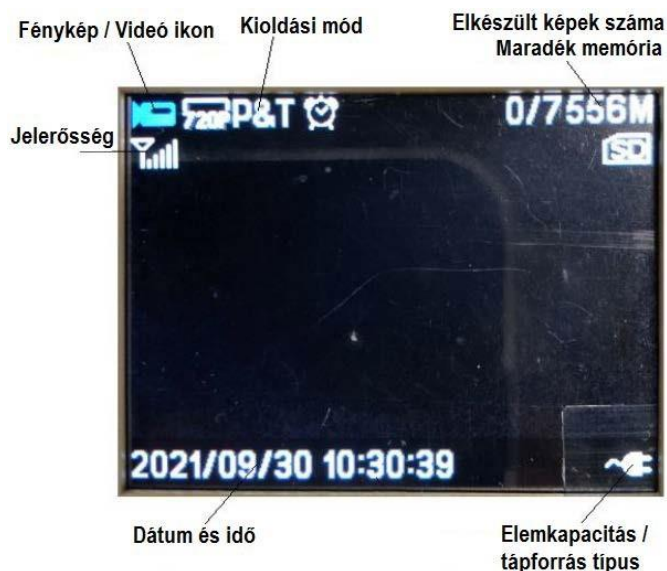 Fénykép / Videó ikon
Kioldási mód
Elkészült képek száma
Maradék memória
720P P&T 0/7556M
Jelerősség
SD
2021/09/30 10:30:39
Dátum és idő
Elemkapacitás /
tápforrás típus